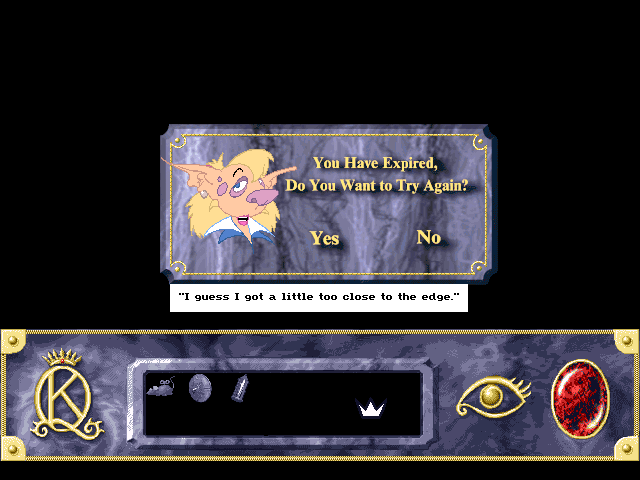 You Have Expired,
Do You Want to Try Again?
Yes No
"I guess I got a little too close to the edge."
KQ